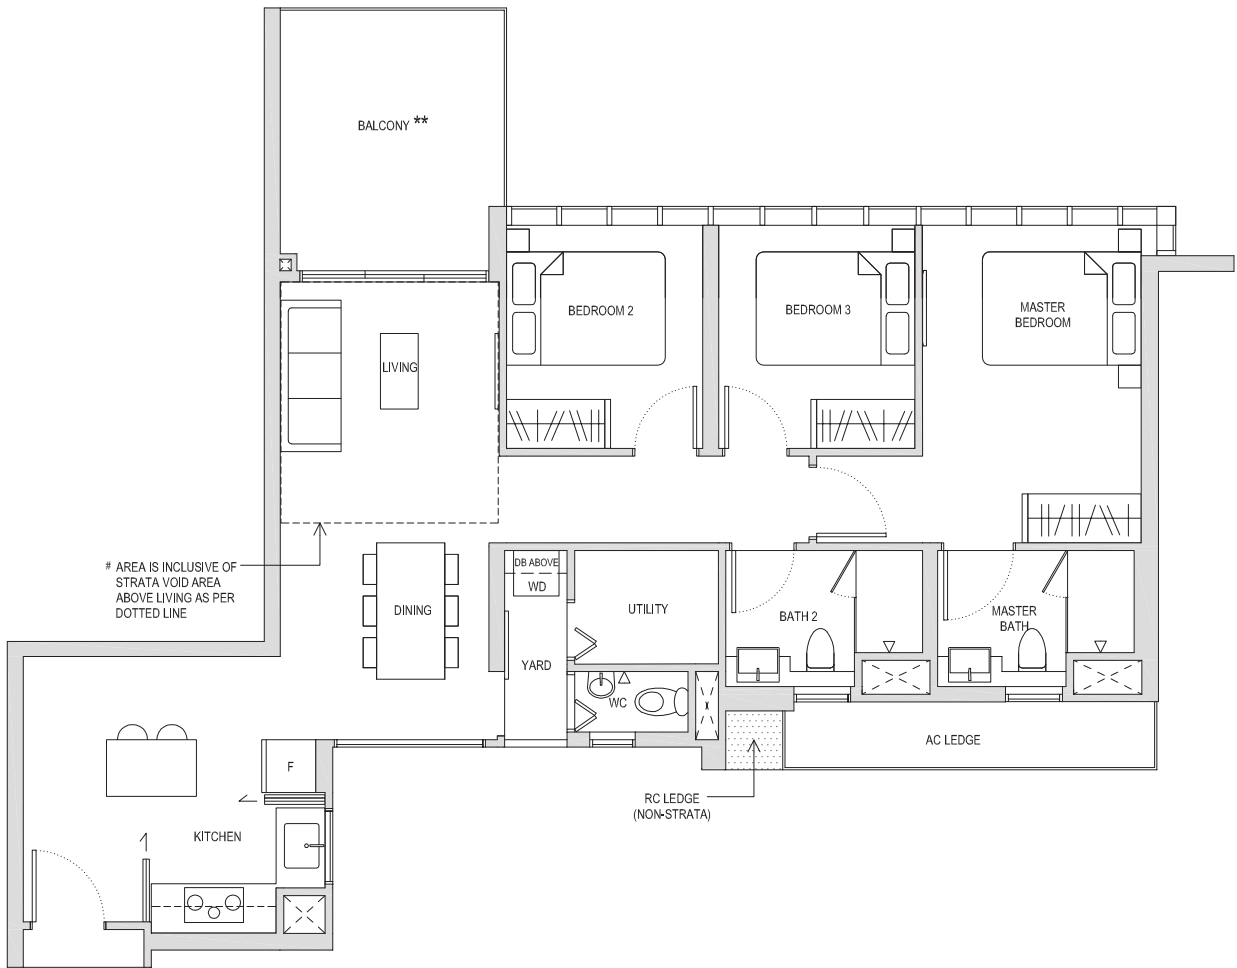 BALCONY **
BEDROOM 2
BEDROOM 3
MASTER
BEDROOM
LIVING
# AREA IS INCLUSIVE OF
STRATA VOID AREA
ABOVE LIVING AS PER
DOTTED LINE
DINING
DB ABOVE
WD
UTILITY
YARD
WC
BATH 2
MASTER
BATH
AC LEDGE
RC LEDGE
(NON-STRATA)
F
KITCHEN